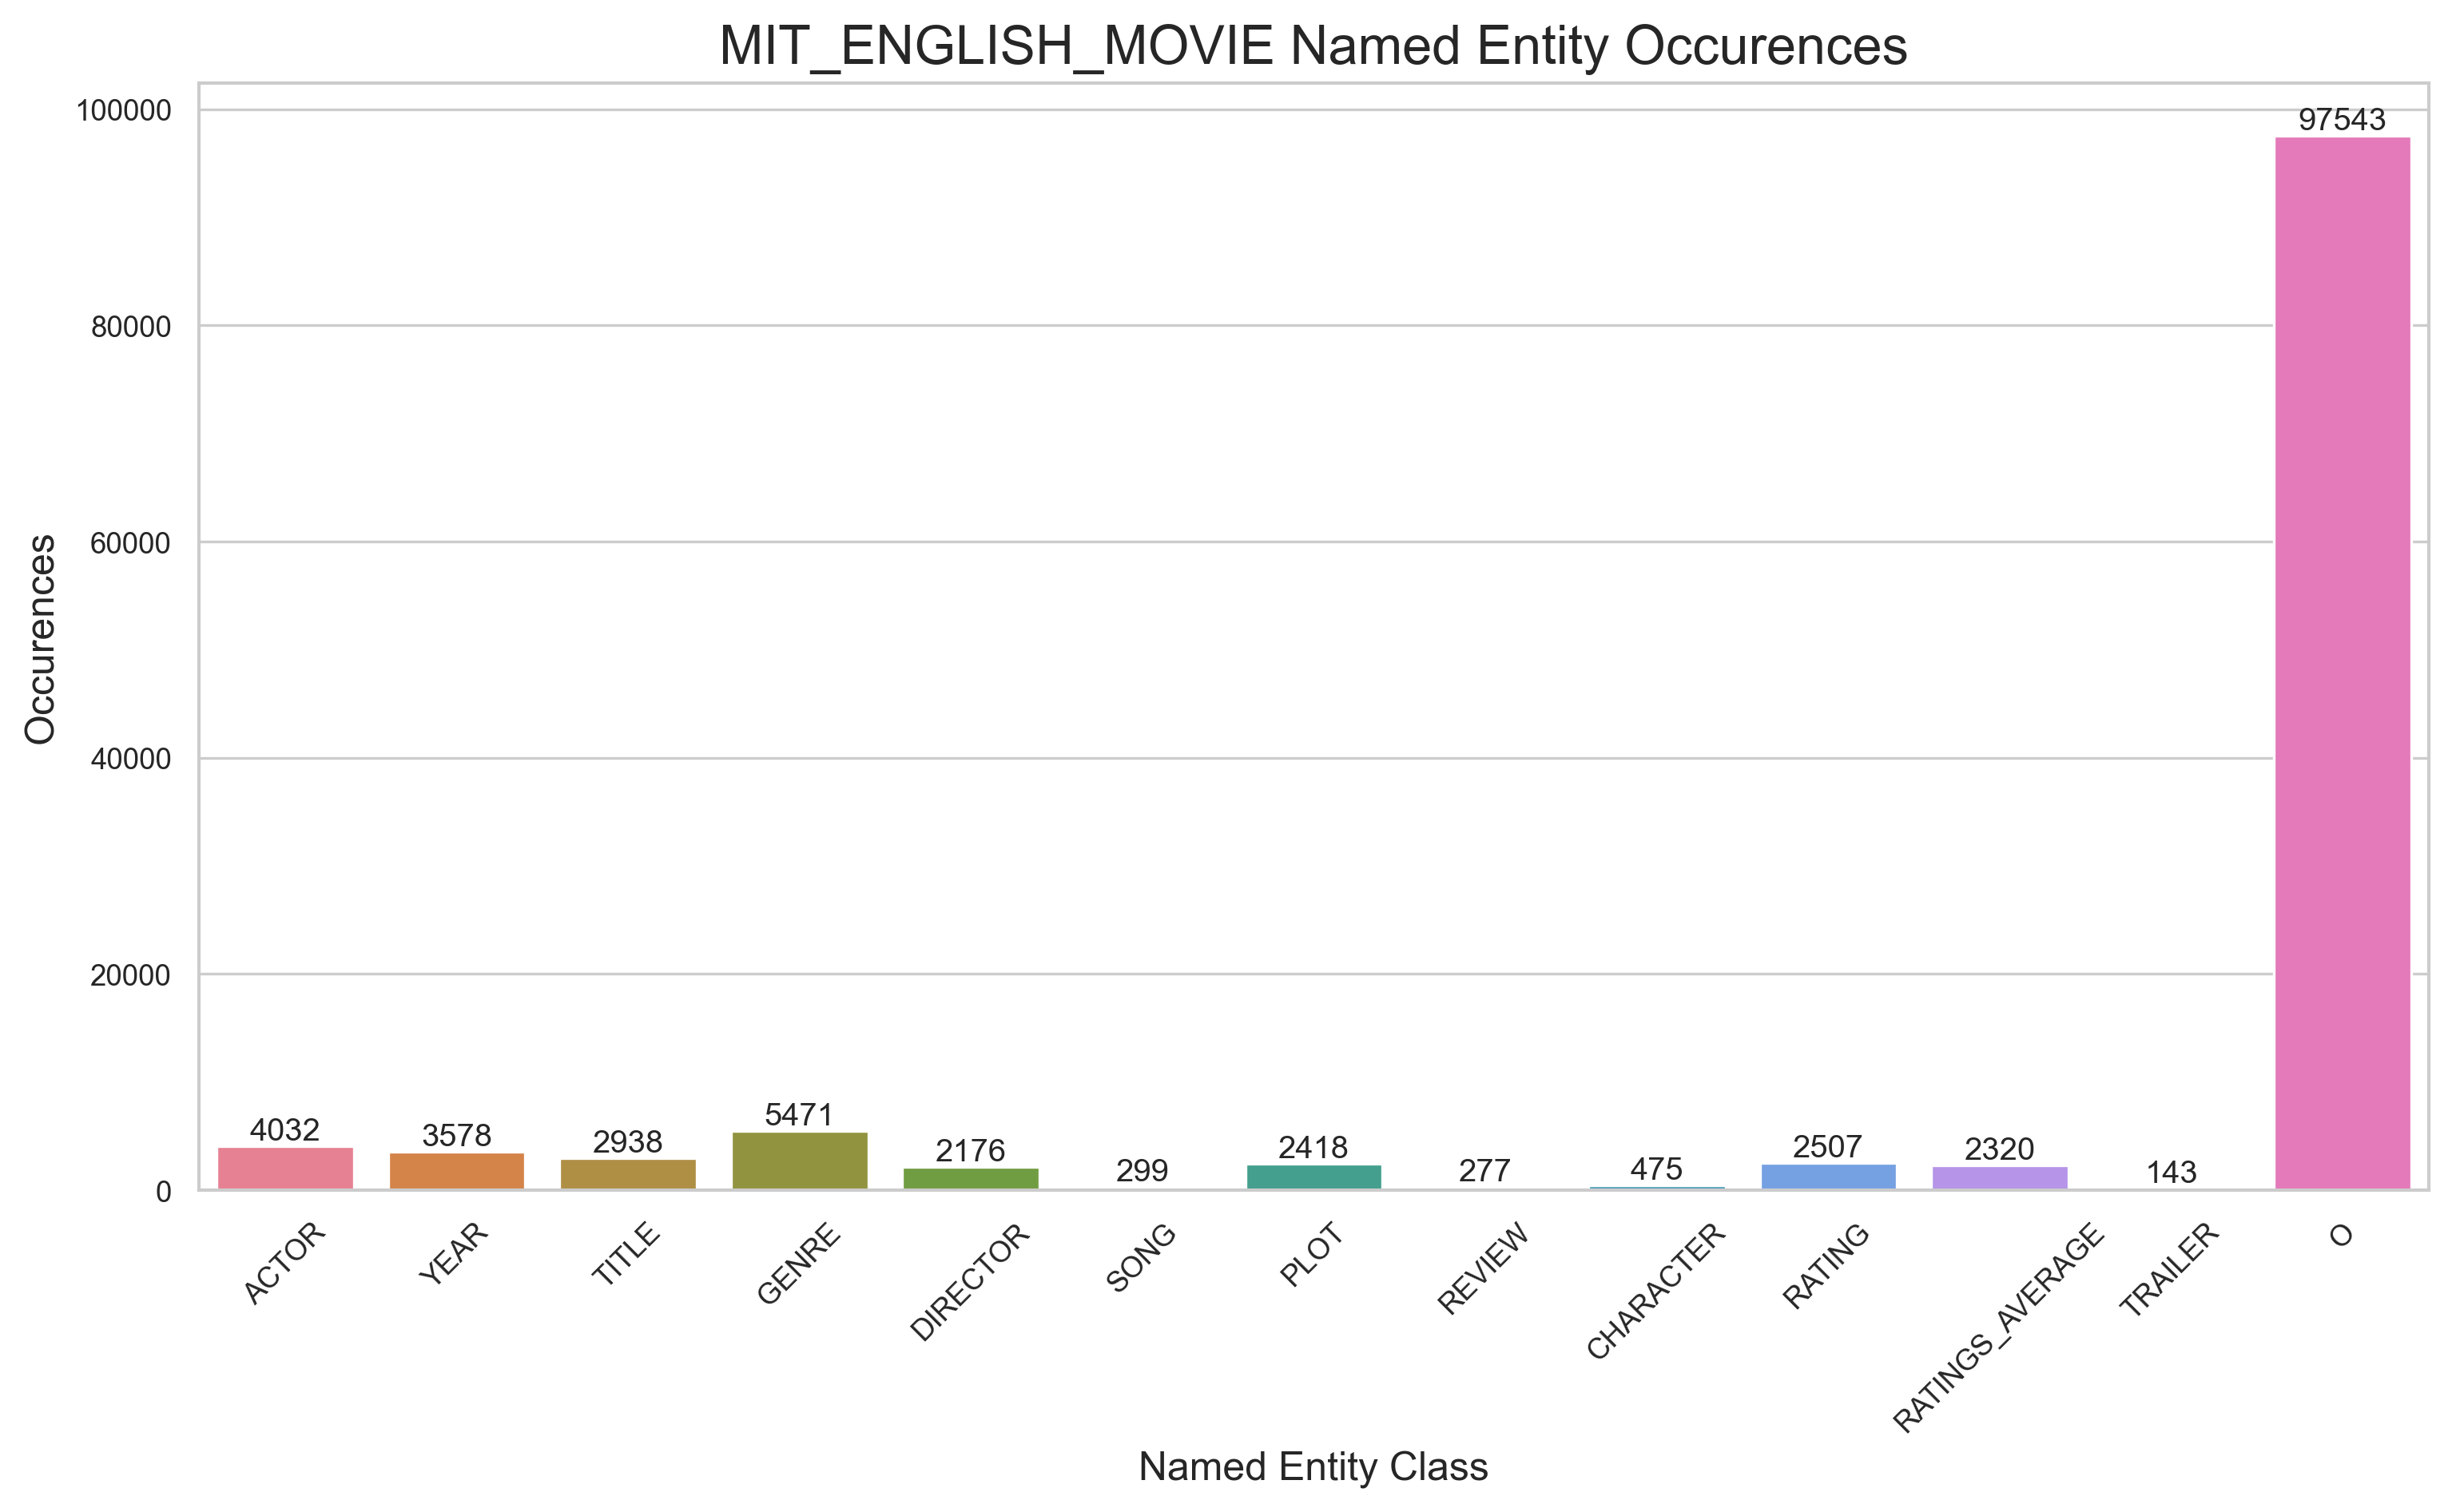 MIT_ENGLISH_MOVIE Named Entity Occurences
100000
80000
60000
40000
20000
0
Occurences
4032
3578
2938
5471
2176
299
2418
277
475
2507
2320
143
97543
ACTOR
YEAR
TITLE
GENRE
DIRECTOR
SONG
PLOT
REVIEW
CHARACTER
RATING
RATINGS_AVERAGE
TRAILER
O
Named Entity Class